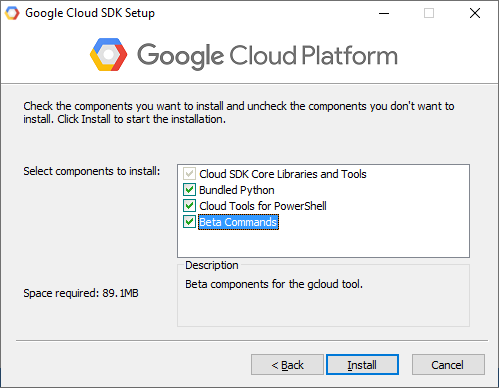 Google Cloud SDK Setup
Google Cloud Platform
Check the components you want to install and uncheck the components you don't want to
install. Click Install to start the installation.
Select components to install:
Cloud SDK Core Libraries and Tools
Bundled Python
Cloud Tools for PowerShell
Beta Commands
Description
Beta components for the gcloud tool.
Space required: 89.1MB
< Back
Install
Cancel